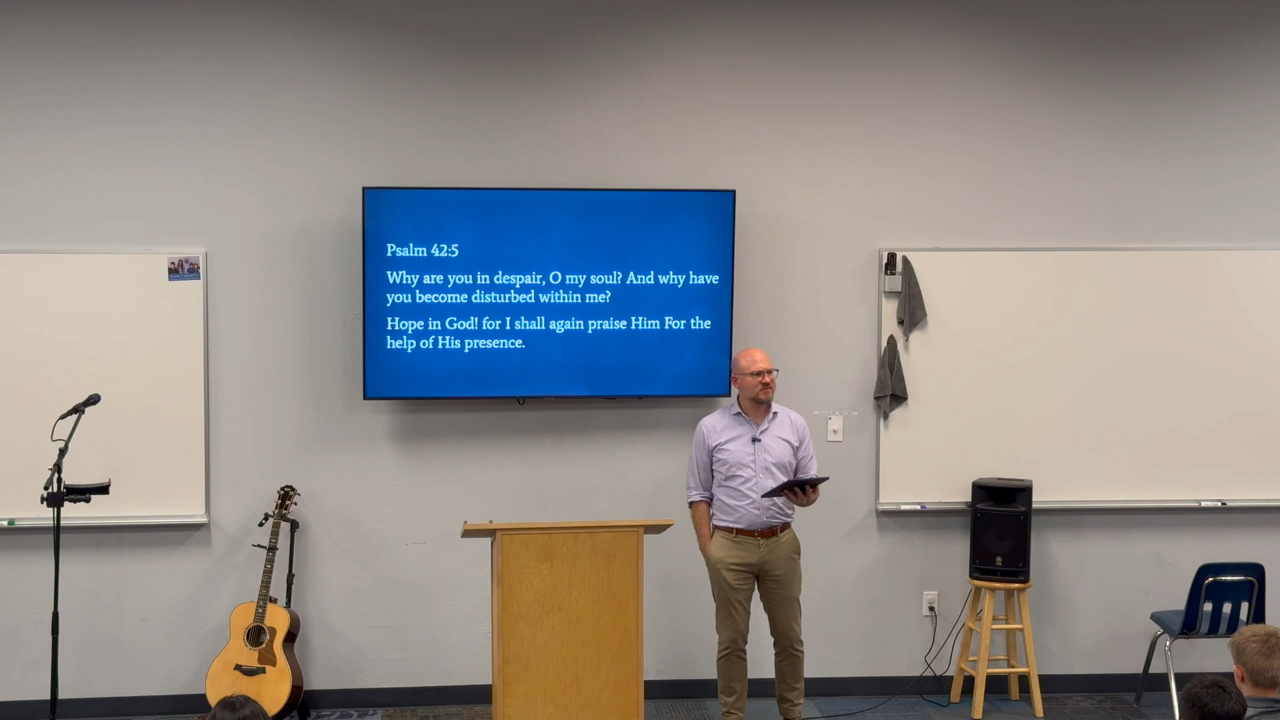 Psalm 42:5
Why are you in despair, O my soul? And why have
you become disturbed within me?
Hope in God! for I shall again praise Him For the
help of His presence.